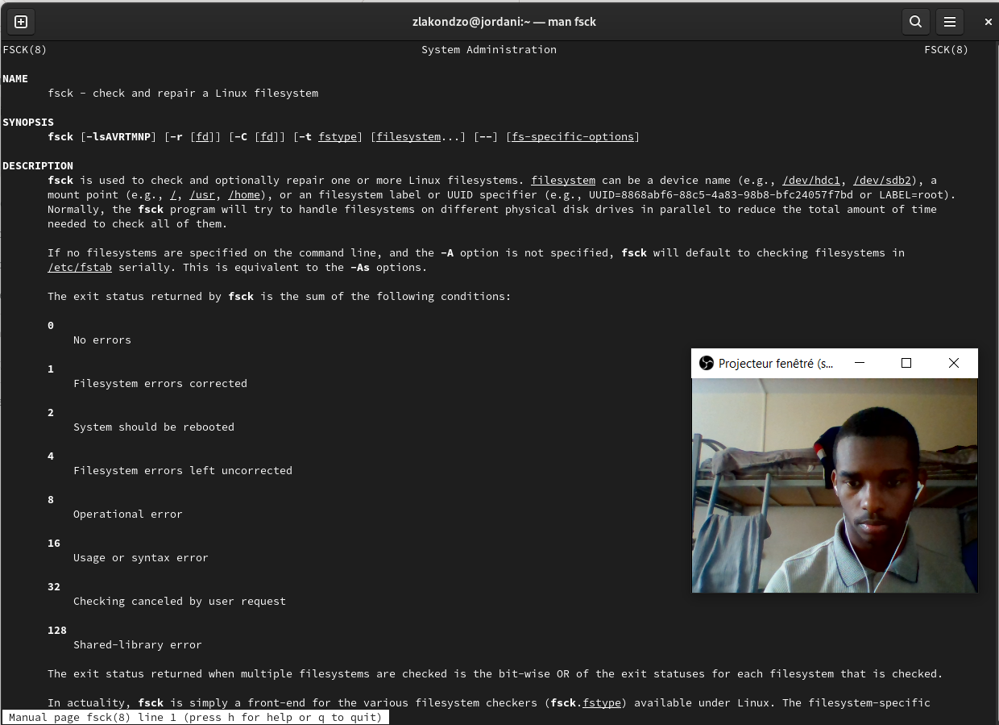 zlakondzo@jordani:~ — man fsck
FSCK(8) System Administration FSCK(8)
NAME
fsck - check and repair a Linux filesystem
SYNOPSIS
fsck [-lsAVRTMNP] [-r [fd]] [-C [fd]] [-t fstype] [filesystem...] [--] [fs-specific-options]
DESCRIPTION
fsck is used to check and optionally repair one or more Linux filesystems. filesystem can be a device name (e.g., /dev/hdc1, /dev/sdb2), a
mount point (e.g., /, /usr, /home), or an filesystem label or UUID specifier (e.g., UUID=8868abf6-88c5-4a83-98b8-bfc24057f7bd or LABEL=root).
Normally, the fsck program will try to handle filesystems on different physical disk drives in parallel to reduce the total amount of time
needed to check all of them.
If no filesystems are specified on the command line, and the -A option is not specified, fsck will default to checking filesystems in
/etc/fstab serially. This is equivalent to the -As options.
The exit status returned by fsck is the sum of the following conditions:
0
No errors
1
Filesystem errors corrected
2
System should be rebooted
4
Filesystem errors left uncorrected
8
Operational error
16
Usage or syntax error
32
Checking canceled by user request
128
Shared-library error
Projecteur fenêtré (s...
The exit status returned when multiple filesystems are checked is the bit-wise OR of the exit statuses for each filesystem that is checked.
In actuality, fsck is simply a front-end for the various filesystem checkers (fsck.fstype) available under Linux. The filesystem-specific
Manual page fsck(8) line 1 (press h for help or q to quit)